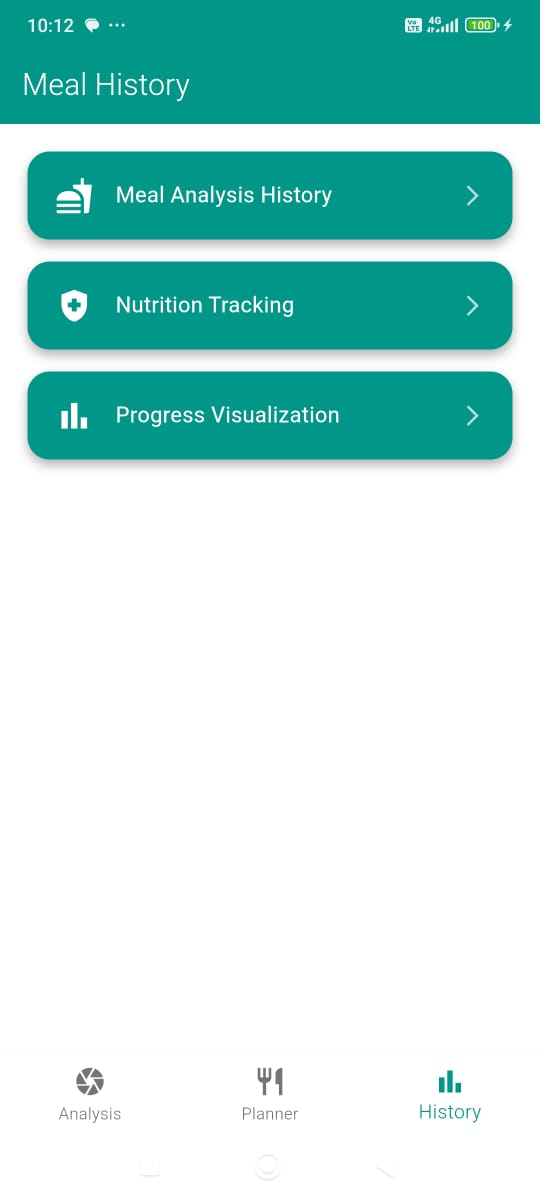 10:12 ... Vo LTE 4G 100
Meal History
Meal Analysis History
Nutrition Tracking
Progress Visualization
Analysis Planner History